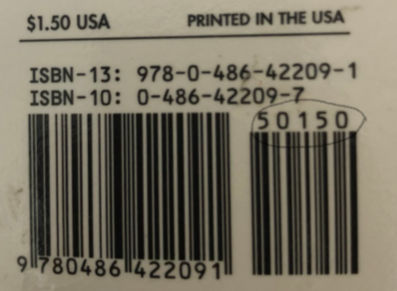 $1.50 USA PRINTED IN THE USA
ISBN-13: 978-0-486-42209-1
ISBN-10: 0-486-42209-7
50150
9 780486 422091